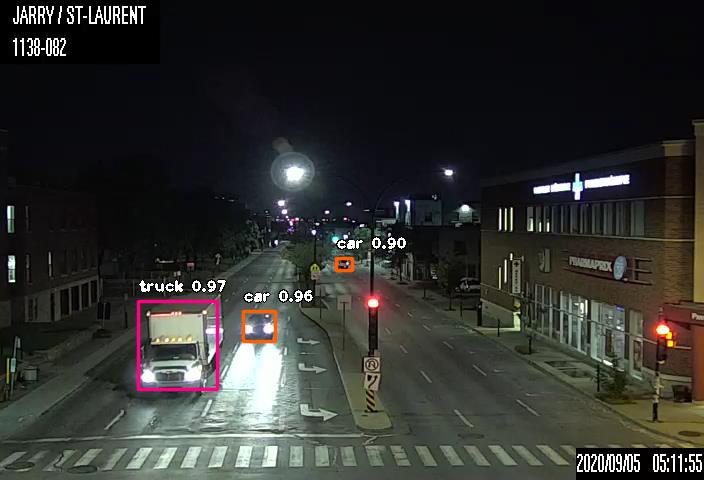 JARRY / ST-LAURENT
1138-082
car 0.90
truck 0.97
car 0.96
PHARMAPRIX
2020/09/05 05:11:55